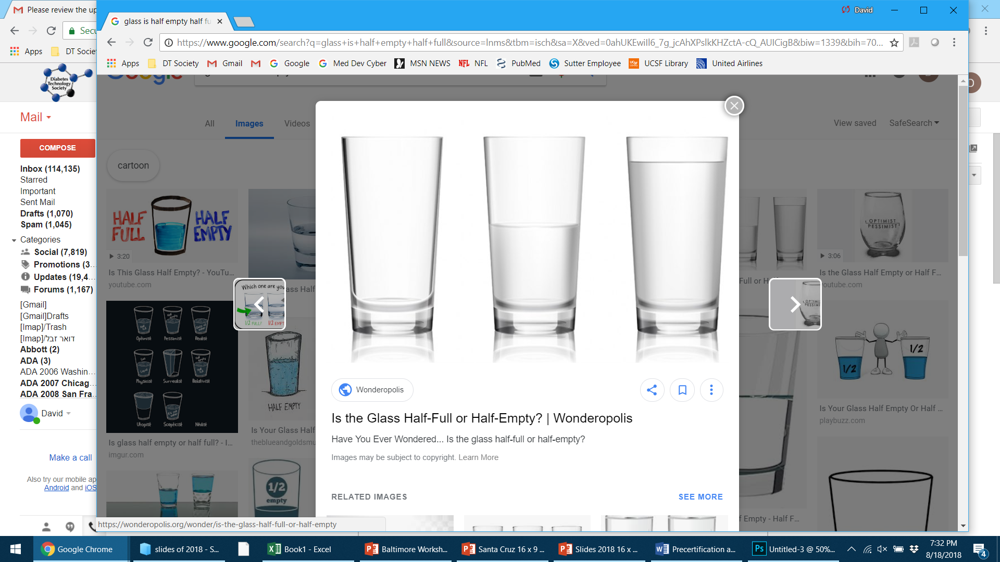 Please review the up
glass is half empty half fu
David
Secu
https://www.google.com/search?q=glass+is+half+empty+half+full&source=lnms&tbm=isch&sa=X&ved=0ahUKEwiIl6_7g_jcAhXPslkKHZctA-cQ_AUICigB&biw=1339&bih=70...
Apps
DT Societ
Apps
DT Society
Gmail
Google
Med Dev Cyber
MSN NEWS
NFL
NFL
PubMed
Sutter Employee
UCSF Library
United Airlines
Diabetes
Technology
Society
D
Mail
COMPOSE
Inbox (114,135)
Starred
Important
Sent Mail
Drafts (1,070)
Spam (1,045)
Categories
Social (7,819)
Promotions (3...
Updates (19,4...
Forums (1,167)
[Gmail]
[Gmail]Drafts
[Imap]/Trash
[Imap]/דואר זבל
Abbott (2)
ADA (3)
ADA 2006 Washin...
ADA 2007 Chicag...
ADA 2008 San Fra...
David
Make a call
Also try our mobile ap
Android and iOS
All
Images
Videos
View saved
SafeSearch
cartoon
HALF FULL
HALF EMPTY
3:20
Is This Glass Half Empty? - YouTu...
youtube.com
Optimist
Pessimist
Realist
Physicist
Surrealist
Relativist
Utopist
Scepticist
Nihilist
Is glass half empty or half full? - I...
imgur.com
ass Half
Which one are you
1/2 FULL!
1/2 EMPT
HALF EMPTY
Is Your Glass Half
theblueandgoldsmu
1/2
empty
Wonderopolis
Is the Glass Half-Full or Half-Empty? | Wonderopolis
Have You Ever Wondered... Is the glass half-full or half-empty?
Images may be subject to copyright. Learn More
RELATED IMAGES
SEE MORE
OPTIMIST
PESSIMIST
3:06
Full or H
Is the Glass Half Empty or Half F...
youtube.com
1/2
1/2
Is Your Glass Half Empty Or Half ...
playbuzz.com
f Empty - Half F...
https://wonderopolis.org/wonder/is-the-glass-half-full-or-half-empty
Google Chrome
slides of 2018 - S...
Book1 - Excel
Baltimore Worksh...
Santa Cruz 16 x 9 ...
Slides 2018 16 x ...
Precertification a...
Untitled-3 @ 50%...
7:32 PM
8/18/2018
4